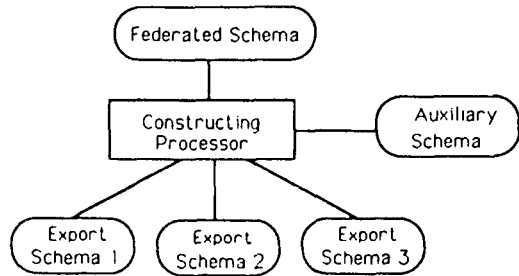 Federated Schema
Constructing
Processor
Auxiliary
Schema
Export
Schema 1
Export
Schema 2
Export
Schema 3